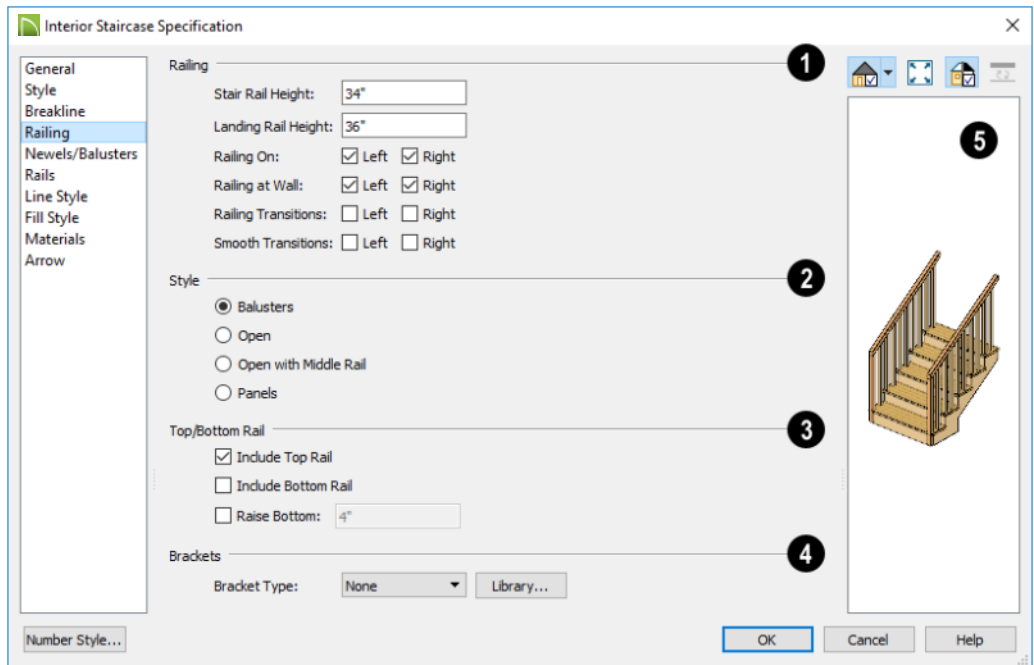 Interior Staircase Specification
General
Style
Breakline
Railing
Newels/Balusters
Rails
Line Style
Fill Style
Materials
Arrow
Railing
1
Stair Rail Height: 34"
Landing Rail Height: 36"
Railing On: Left Right
Railing at Wall: Left Right
Railing Transitions: Left Right
Smooth Transitions: Left Right
Style
2
Balusters
Open
Open with Middle Rail
Panels
Top/Bottom Rail
3
Include Top Rail
Include Bottom Rail
Raise Bottom: 4"
Brackets
4
Bracket Type: None Library...
5
Number Style... OK Cancel Help